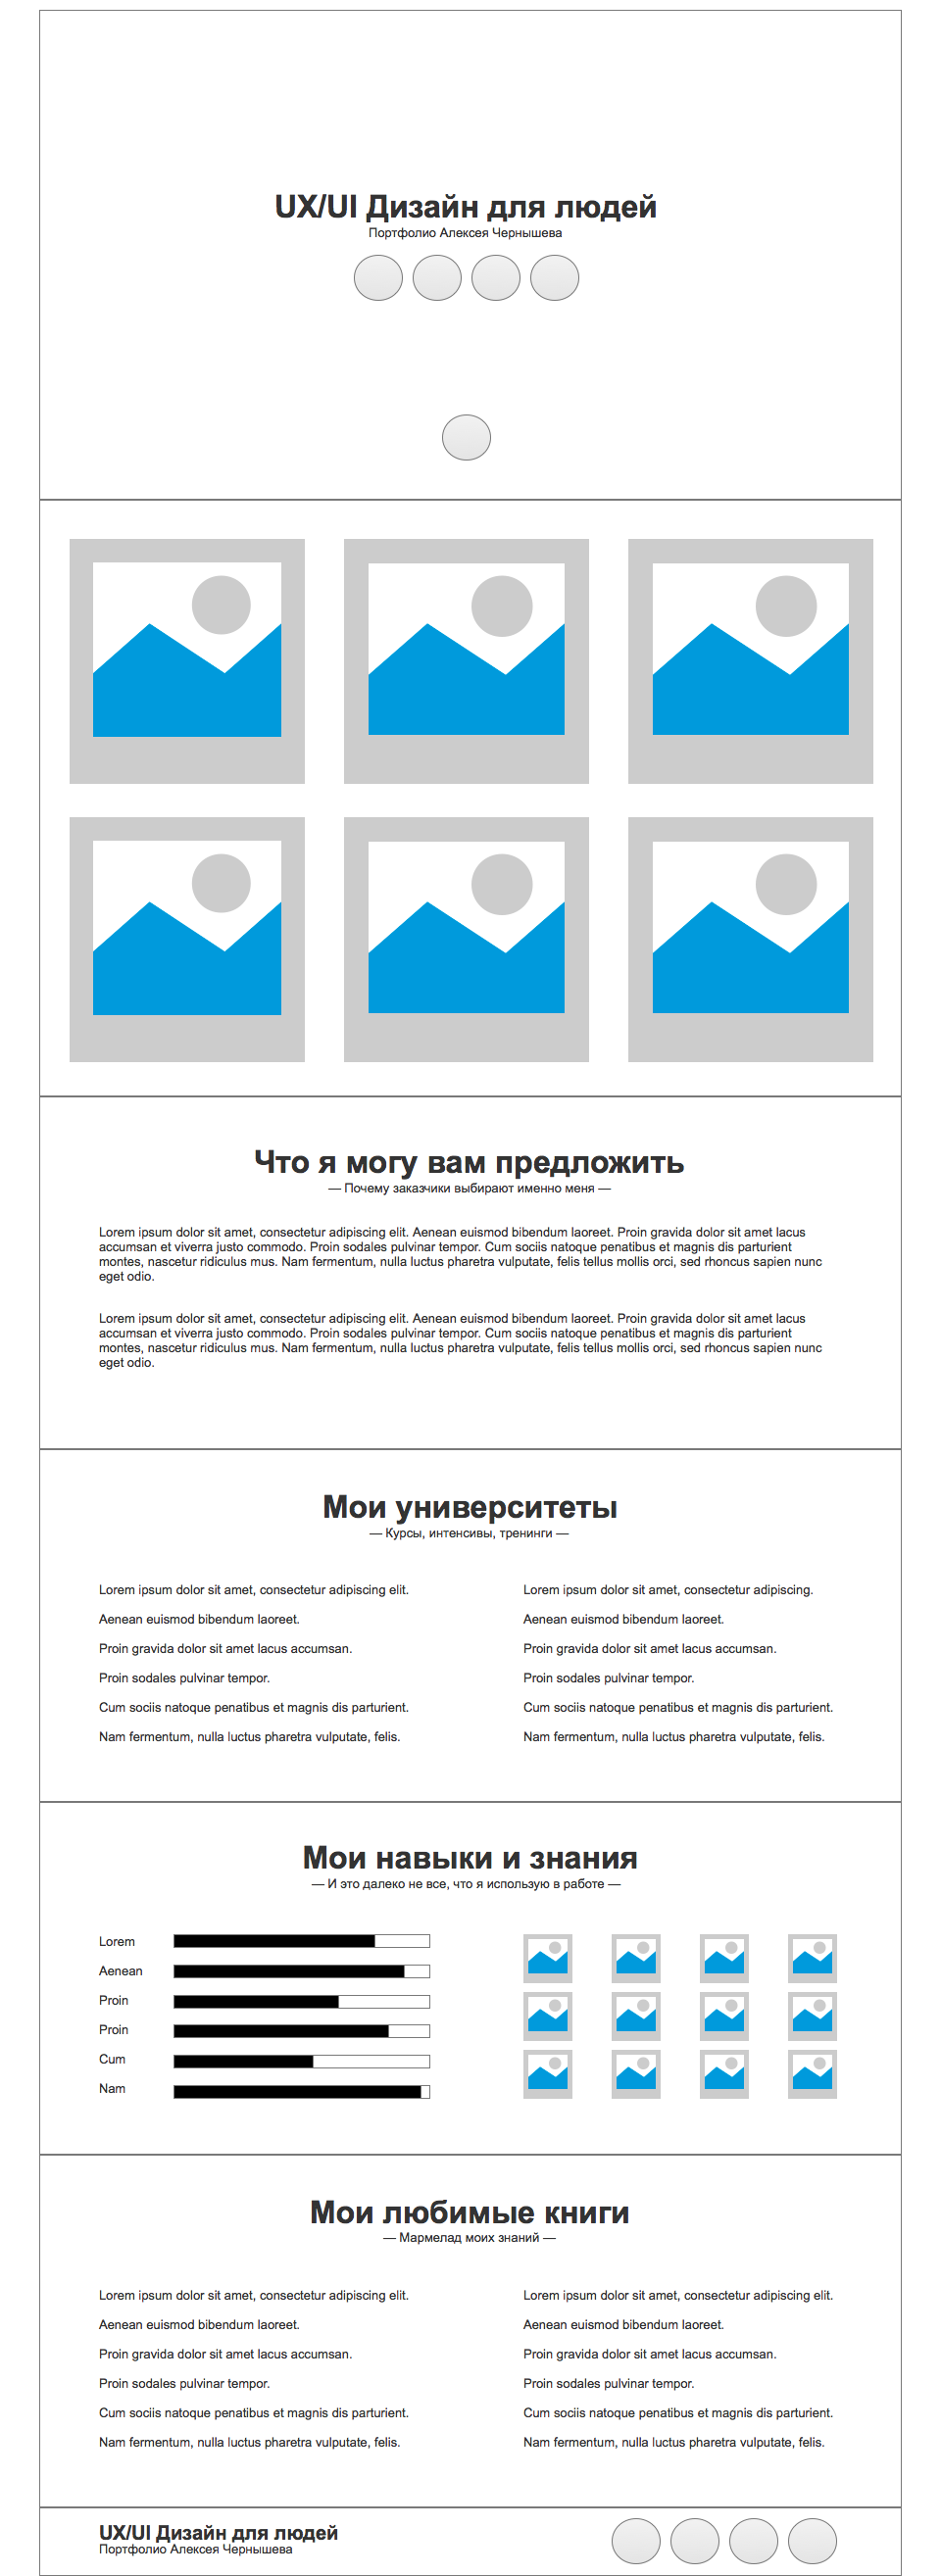 UX/UI Дизайн для людей
Портфолио Алексея Чернышева
Что я могу вам предложить
— Почему заказчики выбирают именно меня —
Lorem ipsum dolor sit amet, consectetur adipiscing elit. Aenean euismod bibendum laoreet. Proin gravida dolor sit amet lacus
accumsan et viverra justo commodo. Proin sodales pulvinar tempor. Cum sociis natoque penatibus et magnis dis parturient
montes, nascetur ridiculus mus. Nam fermentum, nulla luctus pharetra vulputate, felis tellus mollis orci, sed rhoncus sapien nunc
eget odio.
Lorem ipsum dolor sit amet, consectetur adipiscing elit. Aenean euismod bibendum laoreet. Proin gravida dolor sit amet lacus
accumsan et viverra justo commodo. Proin sodales pulvinar tempor. Cum sociis natoque penatibus et magnis dis parturient
montes, nascetur ridiculus mus. Nam fermentum, nulla luctus pharetra vulputate, felis tellus mollis orci, sed rhoncus sapien nunc
eget odio.
Мои университеты
— Курсы, интенсивы, тренинги —
Lorem ipsum dolor sit amet, consectetur adipiscing elit.
Aenean euismod bibendum laoreet.
Proin gravida dolor sit amet lacus accumsan.
Proin sodales pulvinar tempor.
Cum sociis natoque penatibus et magnis dis parturient.
Nam fermentum, nulla luctus pharetra vulputate, felis.
Lorem ipsum dolor sit amet, consectetur adipiscing.
Aenean euismod bibendum laoreet.
Proin gravida dolor sit amet lacus accumsan.
Proin sodales pulvinar tempor.
Cum sociis natoque penatibus et magnis dis parturient.
Nam fermentum, nulla luctus pharetra vulputate, felis.
Мои навыки и знания
— И это далеко не все, что я использую в работе —
Lorem
Aenean
Proin
Proin
Cum
Nam
Мои любимые книги
— Мармелад моих знаний —
Lorem ipsum dolor sit amet, consectetur adipiscing elit.
Aenean euismod bibendum laoreet.
Proin gravida dolor sit amet lacus accumsan.
Proin sodales pulvinar tempor.
Cum sociis natoque penatibus et magnis dis parturient.
Nam fermentum, nulla luctus pharetra vulputate, felis.
Lorem ipsum dolor sit amet, consectetur adipiscing elit.
Aenean euismod bibendum laoreet.
Proin gravida dolor sit amet lacus accumsan.
Proin sodales pulvinar tempor.
Cum sociis natoque penatibus et magnis dis parturient.
Nam fermentum, nulla luctus pharetra vulputate, felis.
UX/UI Дизайн для людей
Портфолио Алексея Чернышева